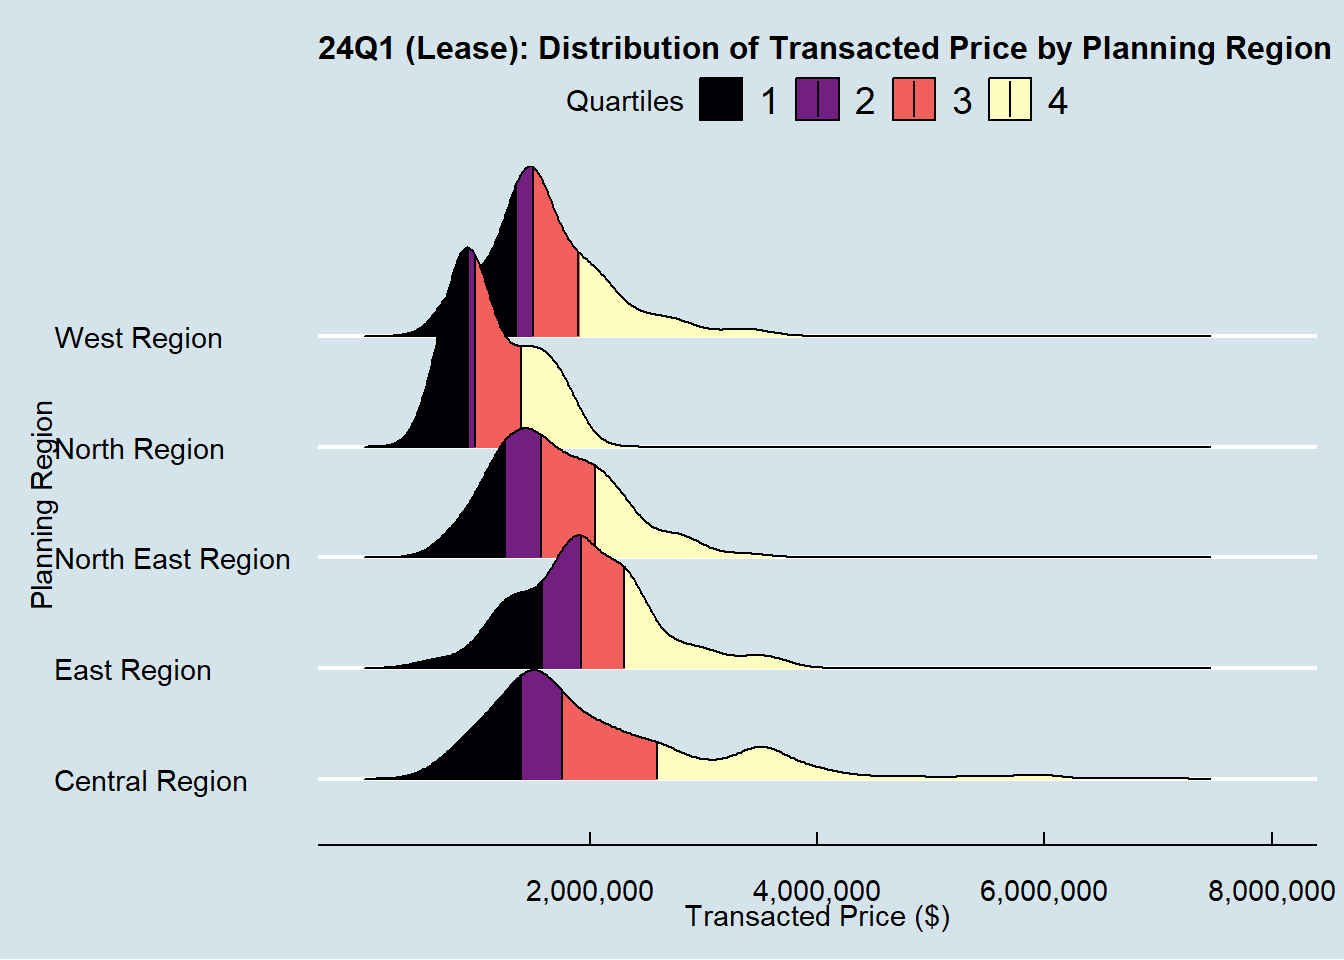 24Q1 (Lease): Distribution of Transacted Price by Planning Region
Quartiles 1 2 3 4
West Region
North Region
North East Region
East Region
Central Region
Planning Region
2,000,000 4,000,000 6,000,000 8,000,000
Transacted Price ($)